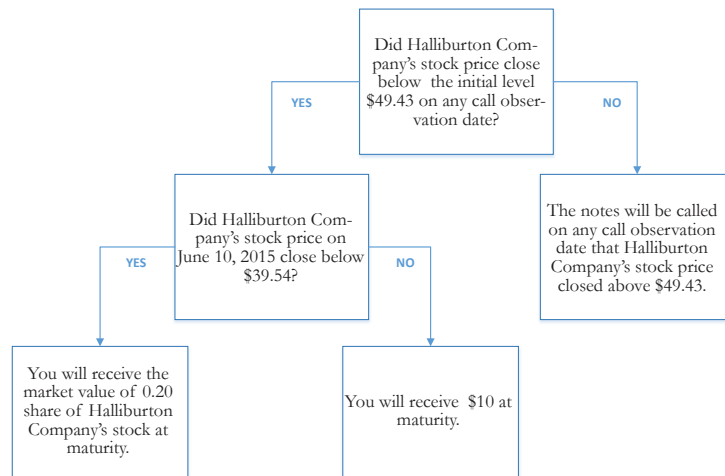 Did Halliburton Com-
pany's stock price close
below the initial level
$49.43 on any call obser-
vation date?
YES
NO
Did Halliburton Com-
pany's stock price on
June 10, 2015 close below
$39.54?
The notes will be called
on any call observation
date that Halliburton
Company's stock price
closed above $49.43.
YES
NO
You will receive the
market value of 0.20
share of Halliburton
Company's stock at
maturity.
You will receive $10 at
maturity.